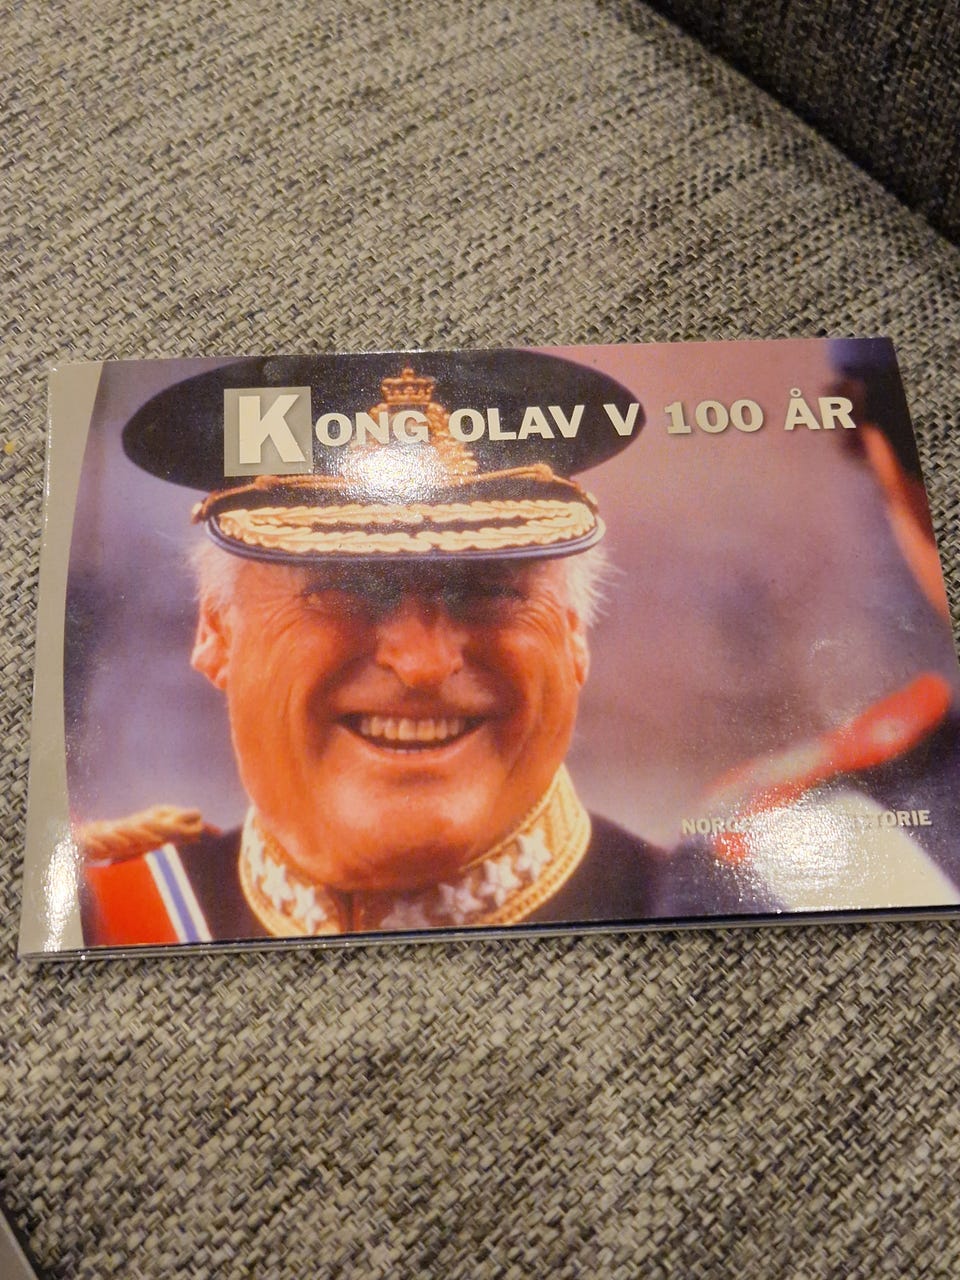 KONG OLAV V 100 ÅR